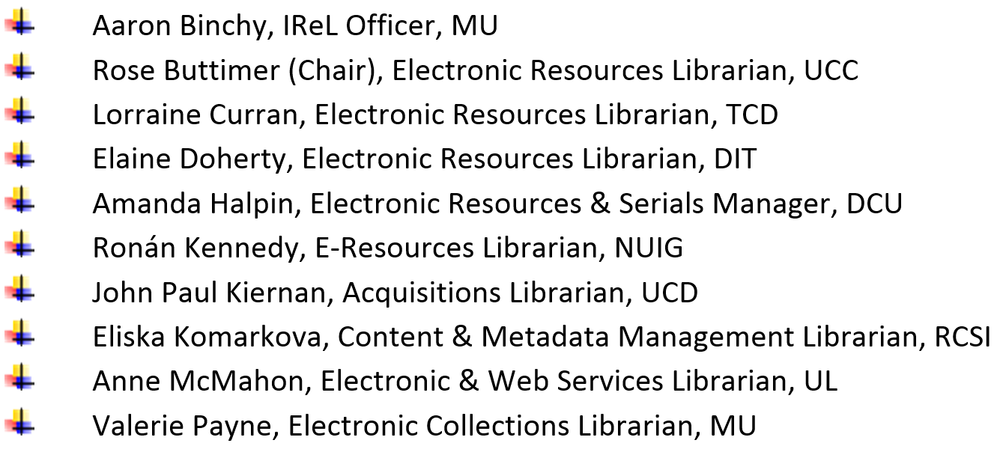 Aaron Binchy, IReL Officer, MU
Rose Buttimer (Chair), Electronic Resources Librarian, UCC
Lorraine Curran, Electronic Resources Librarian, TCD
Elaine Doherty, Electronic Resources Librarian, DIT
Amanda Halpin, Electronic Resources & Serials Manager, DCU
Ronán Kennedy, E-Resources Librarian, NUIG
John Paul Kiernan, Acquisitions Librarian, UCD
Eliska Komarkova, Content & Metadata Management Librarian, RCSI
Anne McMahon, Electronic & Web Services Librarian, UL
Valerie Payne, Electronic Collections Librarian, MU